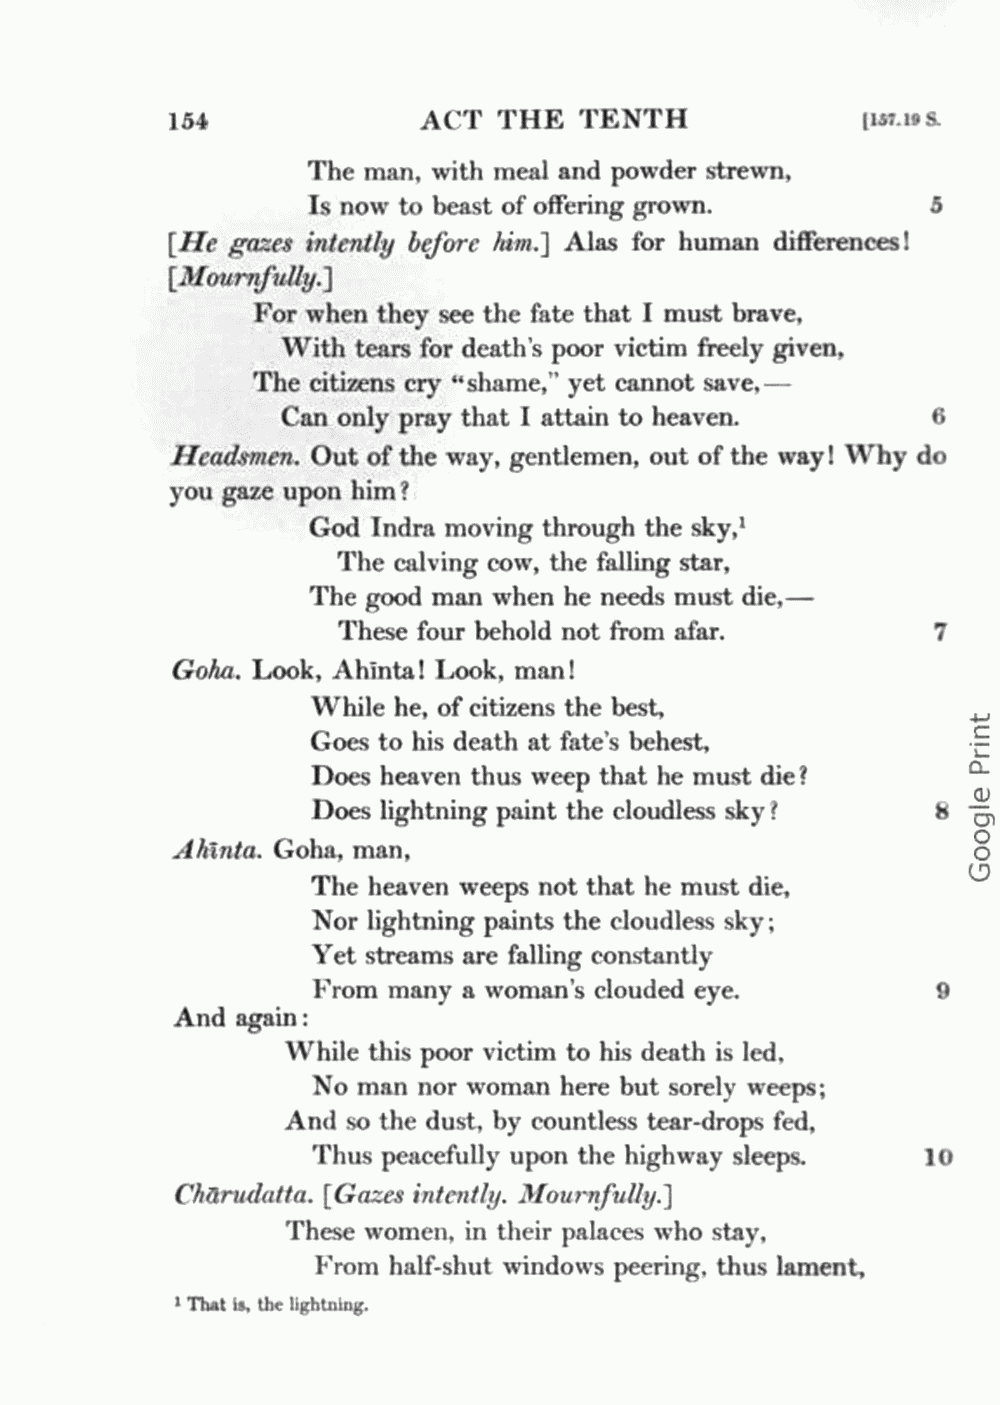 154 ACT THE TENTH [157.19 S.
The man, with meal and powder strewn,
Is now to beast of offering grown. 5
[He gazes intently before him.] Alas for human differences!
[Mournfully.]
For when they see the fate that I must brave,
With tears for death's poor victim freely given,
The citizens cry “shame,” yet cannot save,—
Can only pray that I attain to heaven. 6
Headsmen. Out of the way, gentlemen, out of the way! Why do
you gaze upon him?
God Indra moving through the sky,¹
The calving cow, the falling star,
The good man when he needs must die,—
These four behold not from afar. 7
Goha. Look, Ahīnta! Look, man!
While he, of citizens the best,
Goes to his death at fate's behest,
Does heaven thus weep that he must die?
Does lightning paint the cloudless sky? 8
Ahīnta. Goha, man,
The heaven weeps not that he must die,
Nor lightning paints the cloudless sky;
Yet streams are falling constantly
From many a woman's clouded eye. 9
And again:
While this poor victim to his death is led,
No man nor woman here but sorely weeps;
And so the dust, by countless tear-drops fed,
Thus peacefully upon the highway sleeps. 10
Chārudatta. [Gazes intently. Mournfully.]
These women, in their palaces who stay,
From half-shut windows peering, thus lament,
¹ That is, the lightning.
Google Print